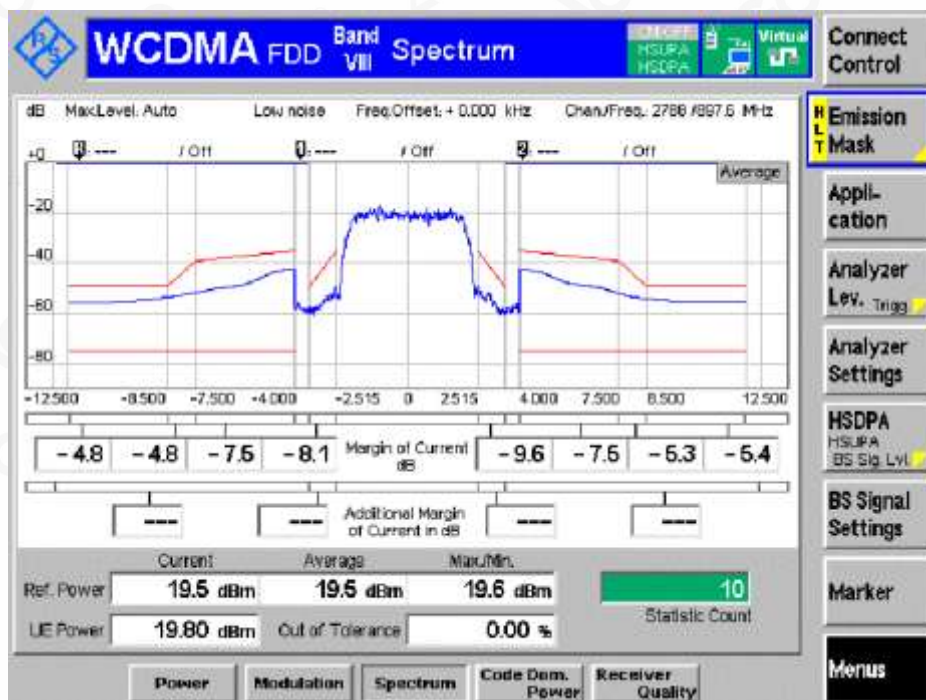 R S
WCDMA FDD Band VIII Spectrum
HSUPA
HSDPA
Virtual
Connect Control
dB Max.Level: Auto Low noise Freq.Offset: + 0.000 kHz Chan./Freq.: 2788 /897.6 MHz
HLT Emission Mask
+0 --- / Off 1: --- / Off 2: --- / Off
Average
-20
-40
-60
-80
-12.500 -8.500 -7.500 -4.000 -2.515 0 2.515 4.000 7.500 8.500 12.500
Appli-
cation
Analyzer
Lev. Trigg
Analyzer
Settings
-4.8 -4.8 -7.5 -8.1 Margin of Current dB -9.6 -7.5 -5.3 -5.4
HSDPA
HSUPA
BS Sig. Lvl.
--- --- Additional Margin of Current in dB --- ---
BS Signal
Settings
Current Average Max./Min.
Ref. Power 19.5 dBm 19.5 dBm 19.6 dBm 10
Statistic Count
UE Power 19.80 dBm Out of Tolerance 0.00 %
Marker
Menus
Power Modulation Spectrum Code Dom. Power Receiver Quality